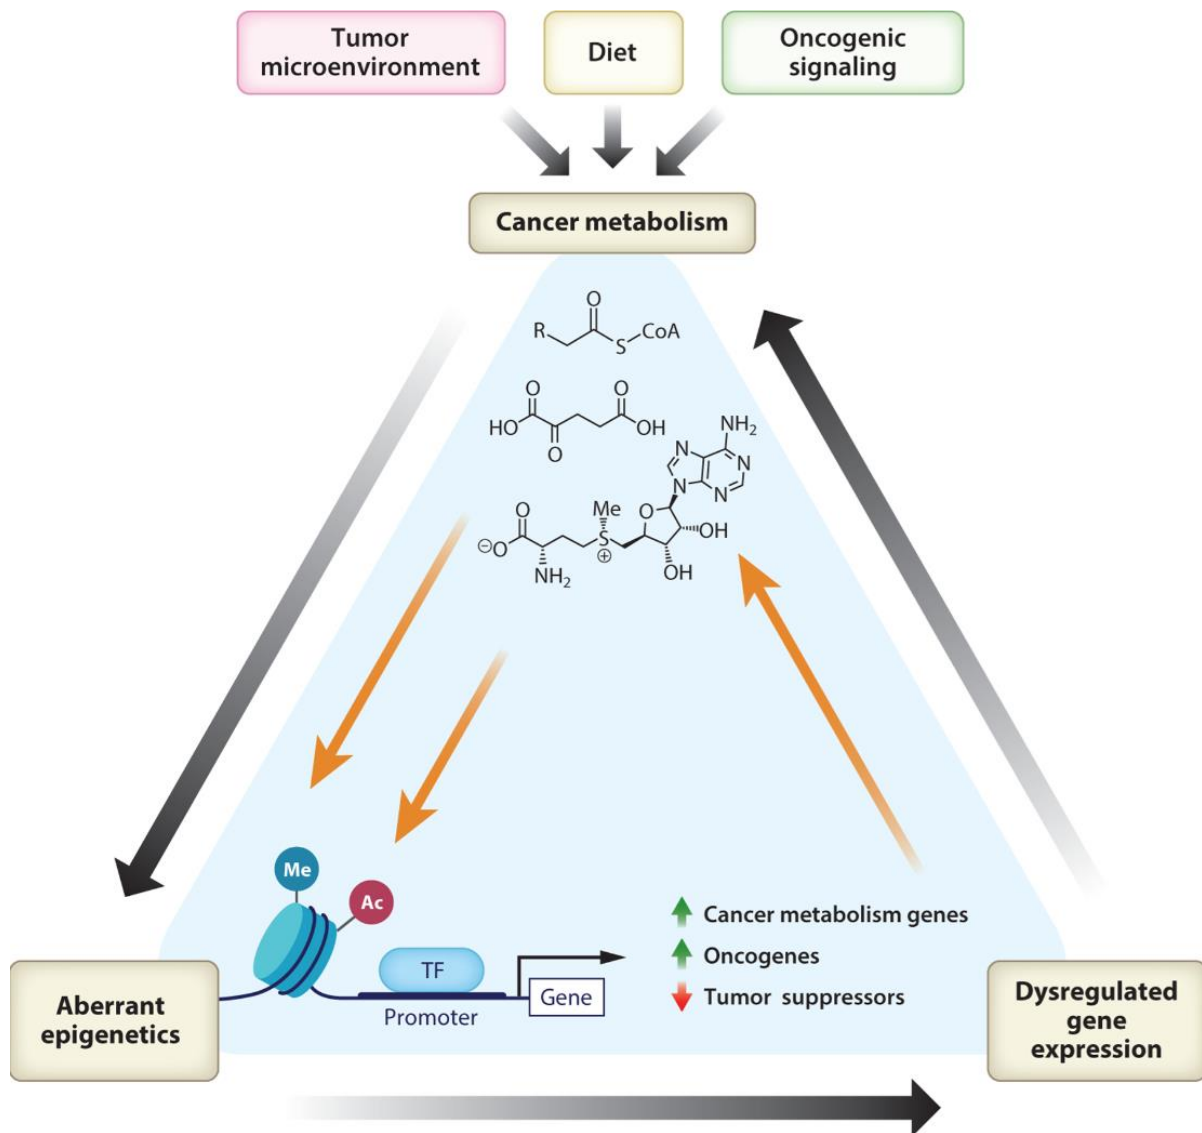 Tumor
microenvironment
Diet
Oncogenic
signaling
Cancer metabolism
O
R
S
CoA
O
O
HO
OH
O
NH₂
N
N
N
N
O
Me
O
⊖O
S
⊕
OH
NH₂
OH
Me
Ac
TF
Promoter
Gene
Cancer metabolism genes
Oncogenes
Tumor suppressors
Aberrant
epigenetics
Dysregulated
gene
expression